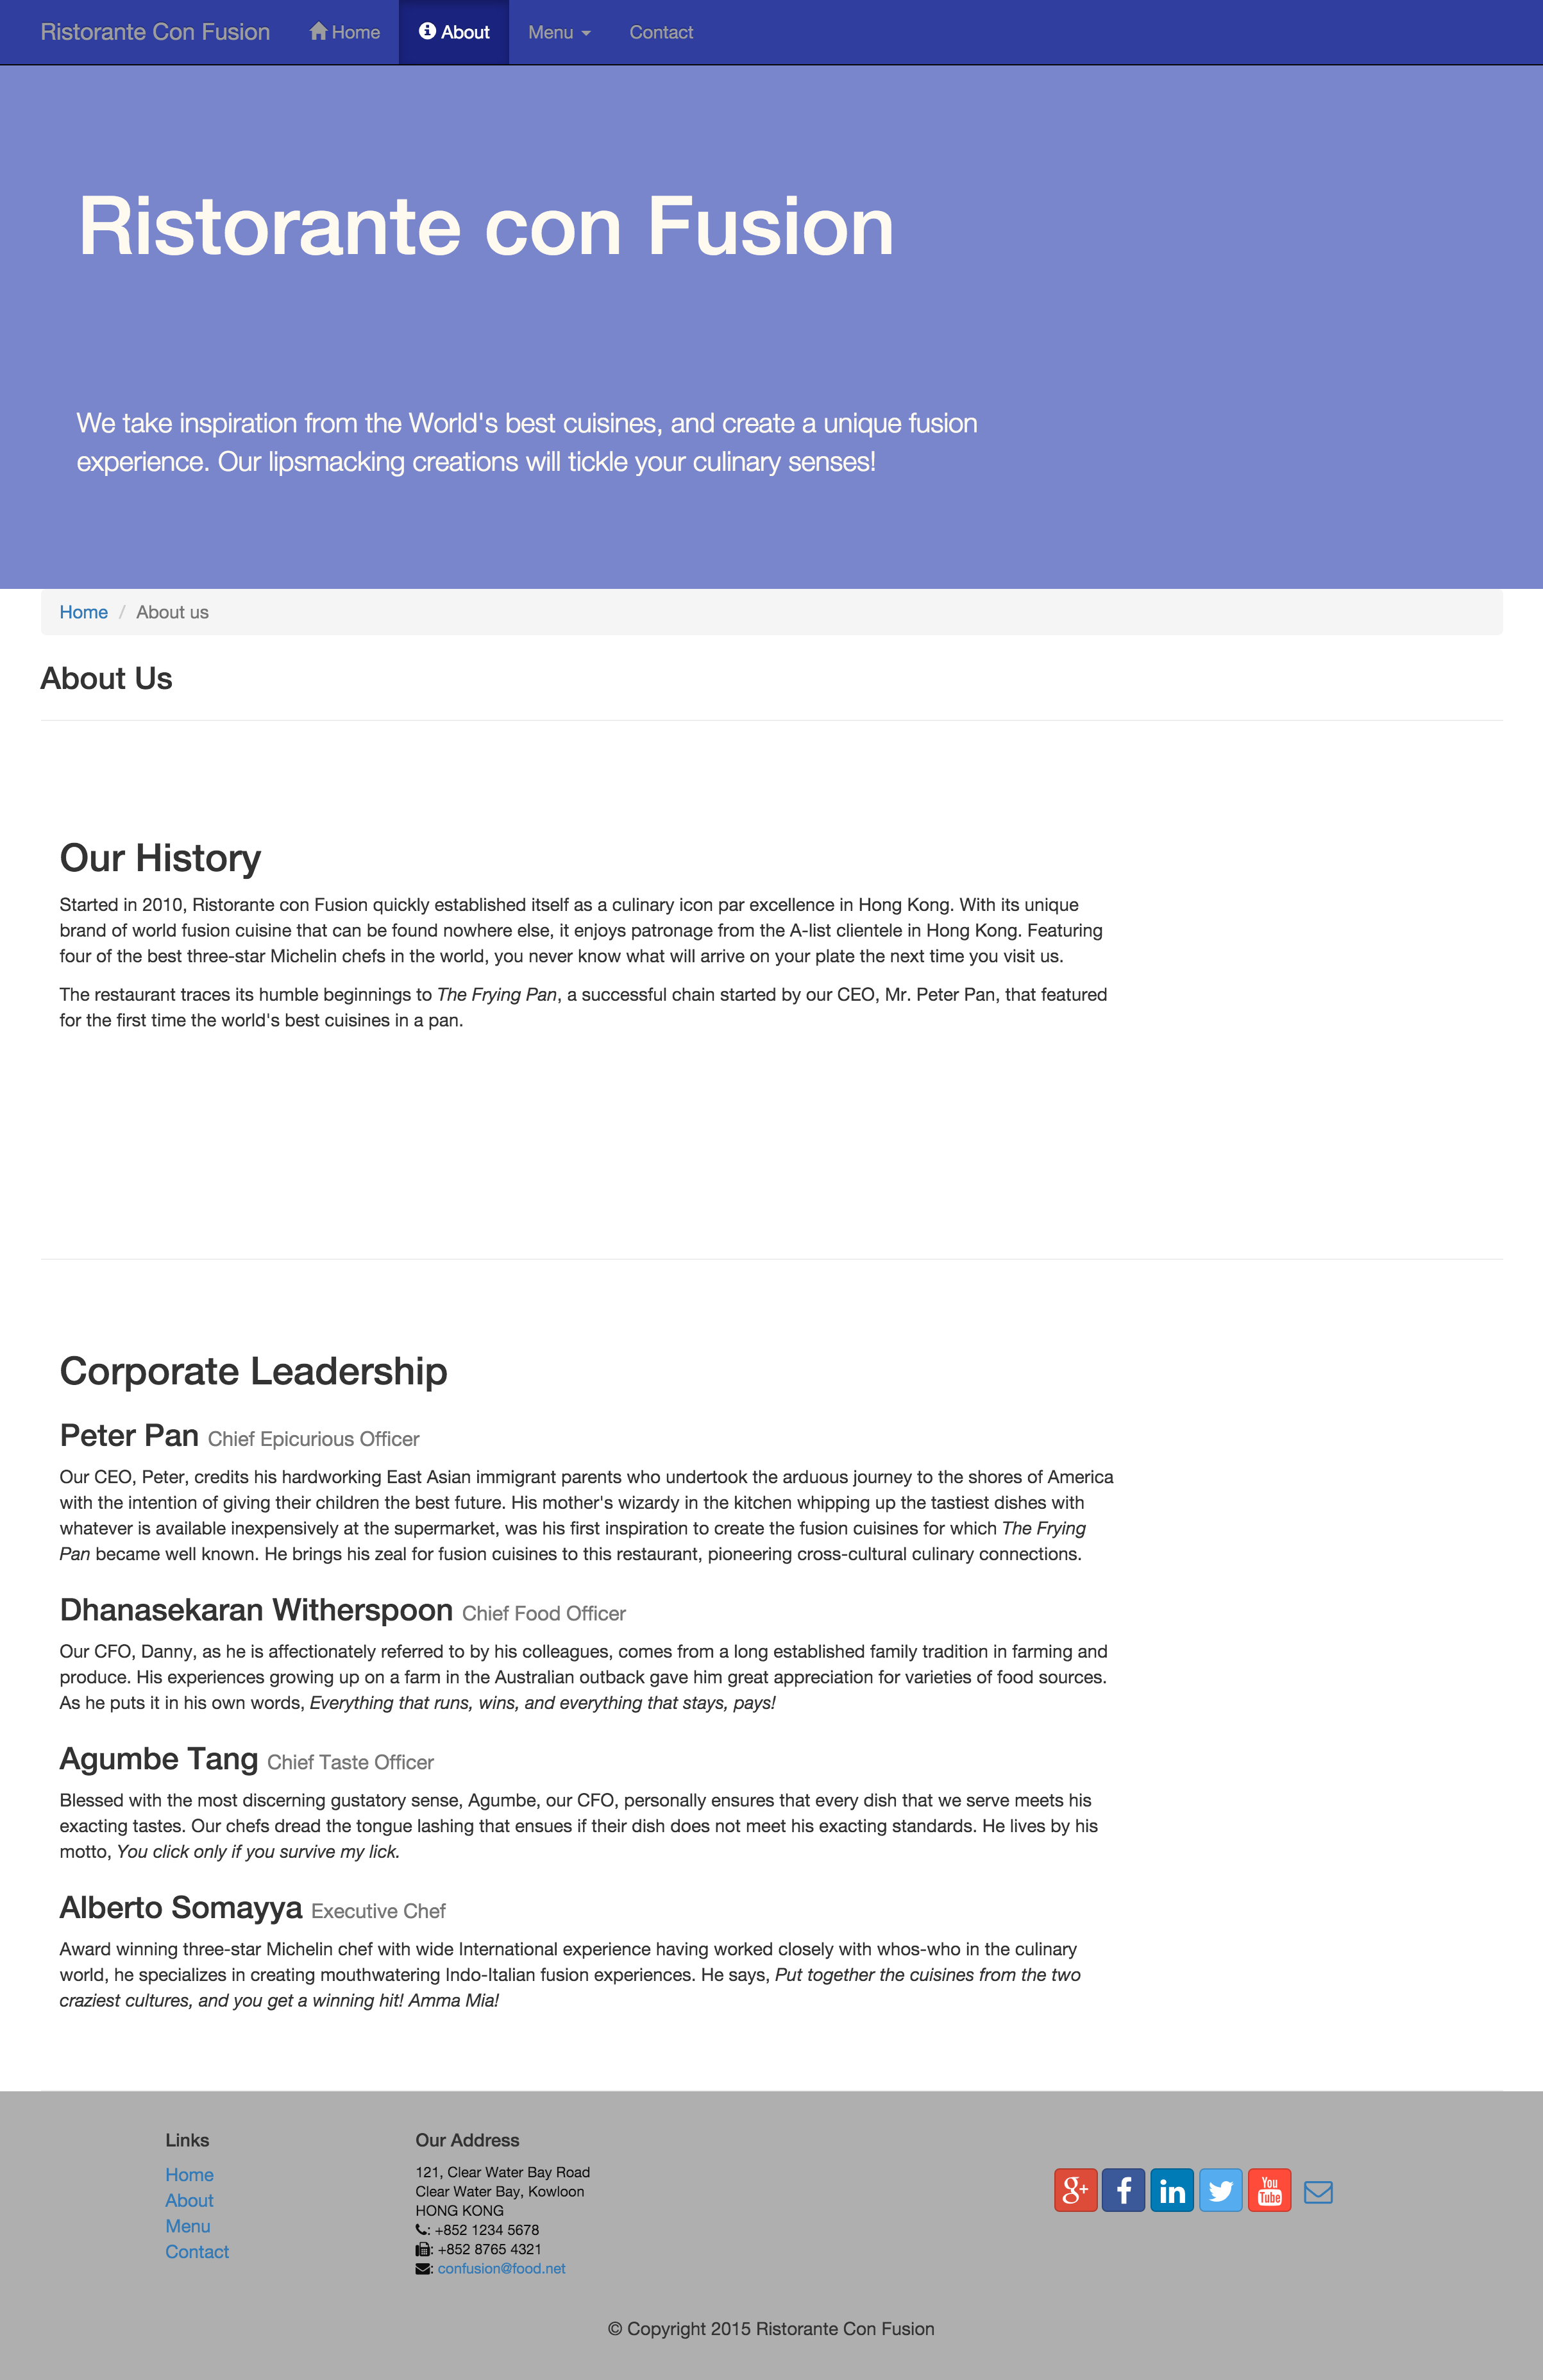 Ristorante Con Fusion Home About Menu Contact
Ristorante con Fusion
We take inspiration from the World's best cuisines, and create a unique fusion
experience. Our lipsmacking creations will tickle your culinary senses!
Home / About us
About Us
Our History
Started in 2010, Ristorante con Fusion quickly established itself as a culinary icon par excellence in Hong Kong. With its unique
brand of world fusion cuisine that can be found nowhere else, it enjoys patronage from the A-list clientele in Hong Kong. Featuring
four of the best three-star Michelin chefs in the world, you never know what will arrive on your plate the next time you visit us.
The restaurant traces its humble beginnings to The Frying Pan, a successful chain started by our CEO, Mr. Peter Pan, that featured
for the first time the world's best cuisines in a pan.
Corporate Leadership
Peter Pan Chief Epicurious Officer
Our CEO, Peter, credits his hardworking East Asian immigrant parents who undertook the arduous journey to the shores of America
with the intention of giving their children the best future. His mother's wizardy in the kitchen whipping up the tastiest dishes with
whatever is available inexpensively at the supermarket, was his first inspiration to create the fusion cuisines for which The Frying
Pan became well known. He brings his zeal for fusion cuisines to this restaurant, pioneering cross-cultural culinary connections.
Dhanasekaran Witherspoon Chief Food Officer
Our CFO, Danny, as he is affectionately referred to by his colleagues, comes from a long established family tradition in farming and
produce. His experiences growing up on a farm in the Australian outback gave him great appreciation for varieties of food sources.
As he puts it in his own words, Everything that runs, wins, and everything that stays, pays!
Agumbe Tang Chief Taste Officer
Blessed with the most discerning gustatory sense, Agumbe, our CFO, personally ensures that every dish that we serve meets his
exacting tastes. Our chefs dread the tongue lashing that ensues if their dish does not meet his exacting standards. He lives by his
motto, You click only if you survive my lick.
Alberto Somayya Executive Chef
Award winning three-star Michelin chef with wide International experience having worked closely with whos-who in the culinary
world, he specializes in creating mouthwatering Indo-Italian fusion experiences. He says, Put together the cuisines from the two
craziest cultures, and you get a winning hit! Amma Mia!
Links
Home
About
Menu
Contact
Our Address
121, Clear Water Bay Road
Clear Water Bay, Kowloon
HONG KONG
: +852 1234 5678
: +852 8765 4321
: confusion@food.net
g+ f in You Tube
© Copyright 2015 Ristorante Con Fusion